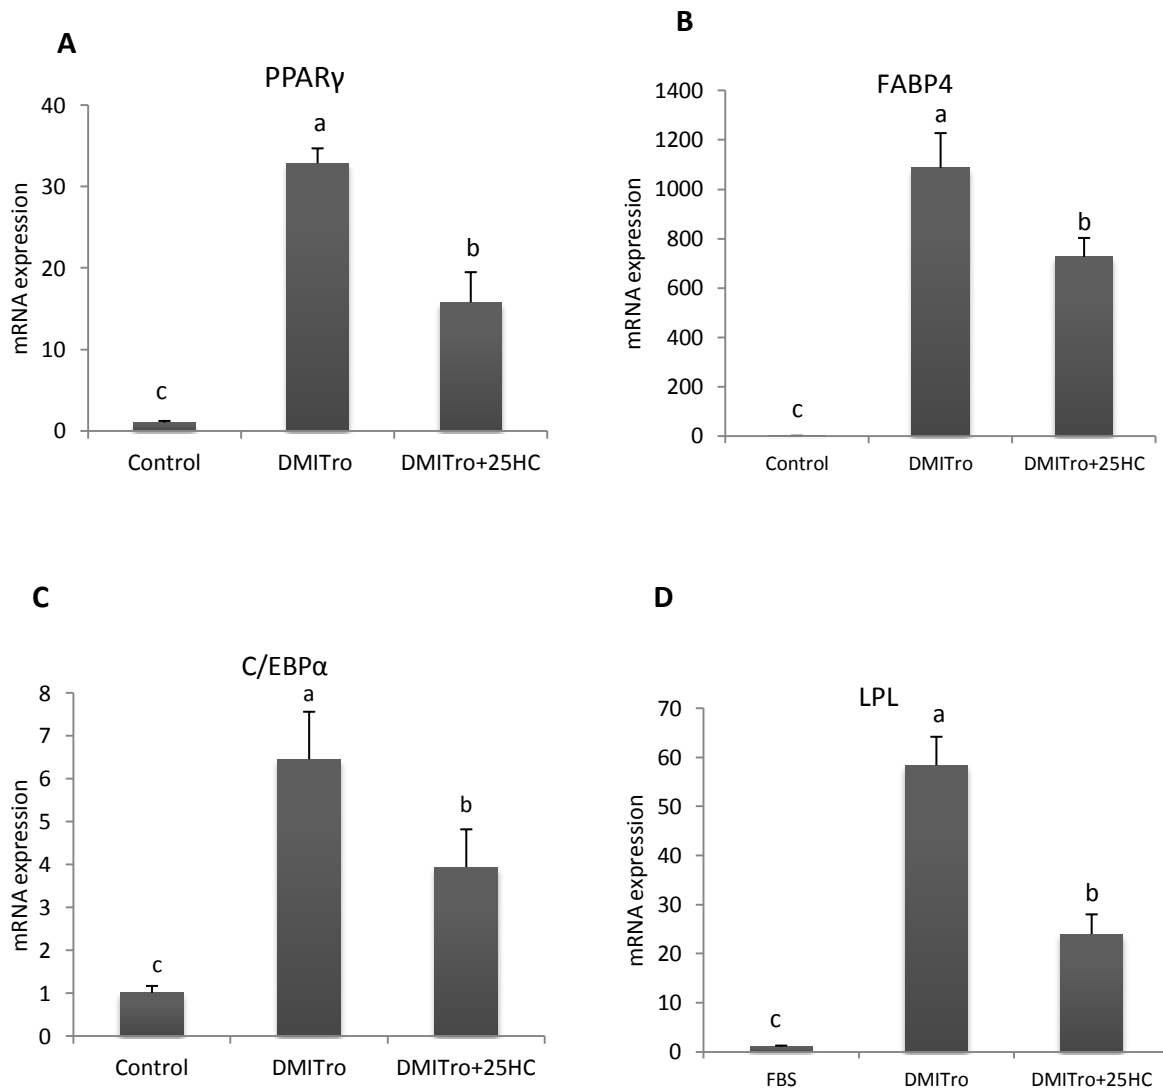 A
PPARγ
mRNA expression
40
30
20
10
0
a
b
c
Control DMITro DMITro+25HC
B
FABP4
mRNA expression
1400
1200
1000
800
600
400
200
0
a
b
c
Control DMITro DMITro+25HC
C
C/EBPα
mRNA expression
8
7
6
5
4
3
2
1
0
a
b
c
Control DMITro DMITro+25HC
D
LPL
mRNA expression
70
60
50
40
30
20
10
0
a
b
c
FBS DMITro DMITro+25HC